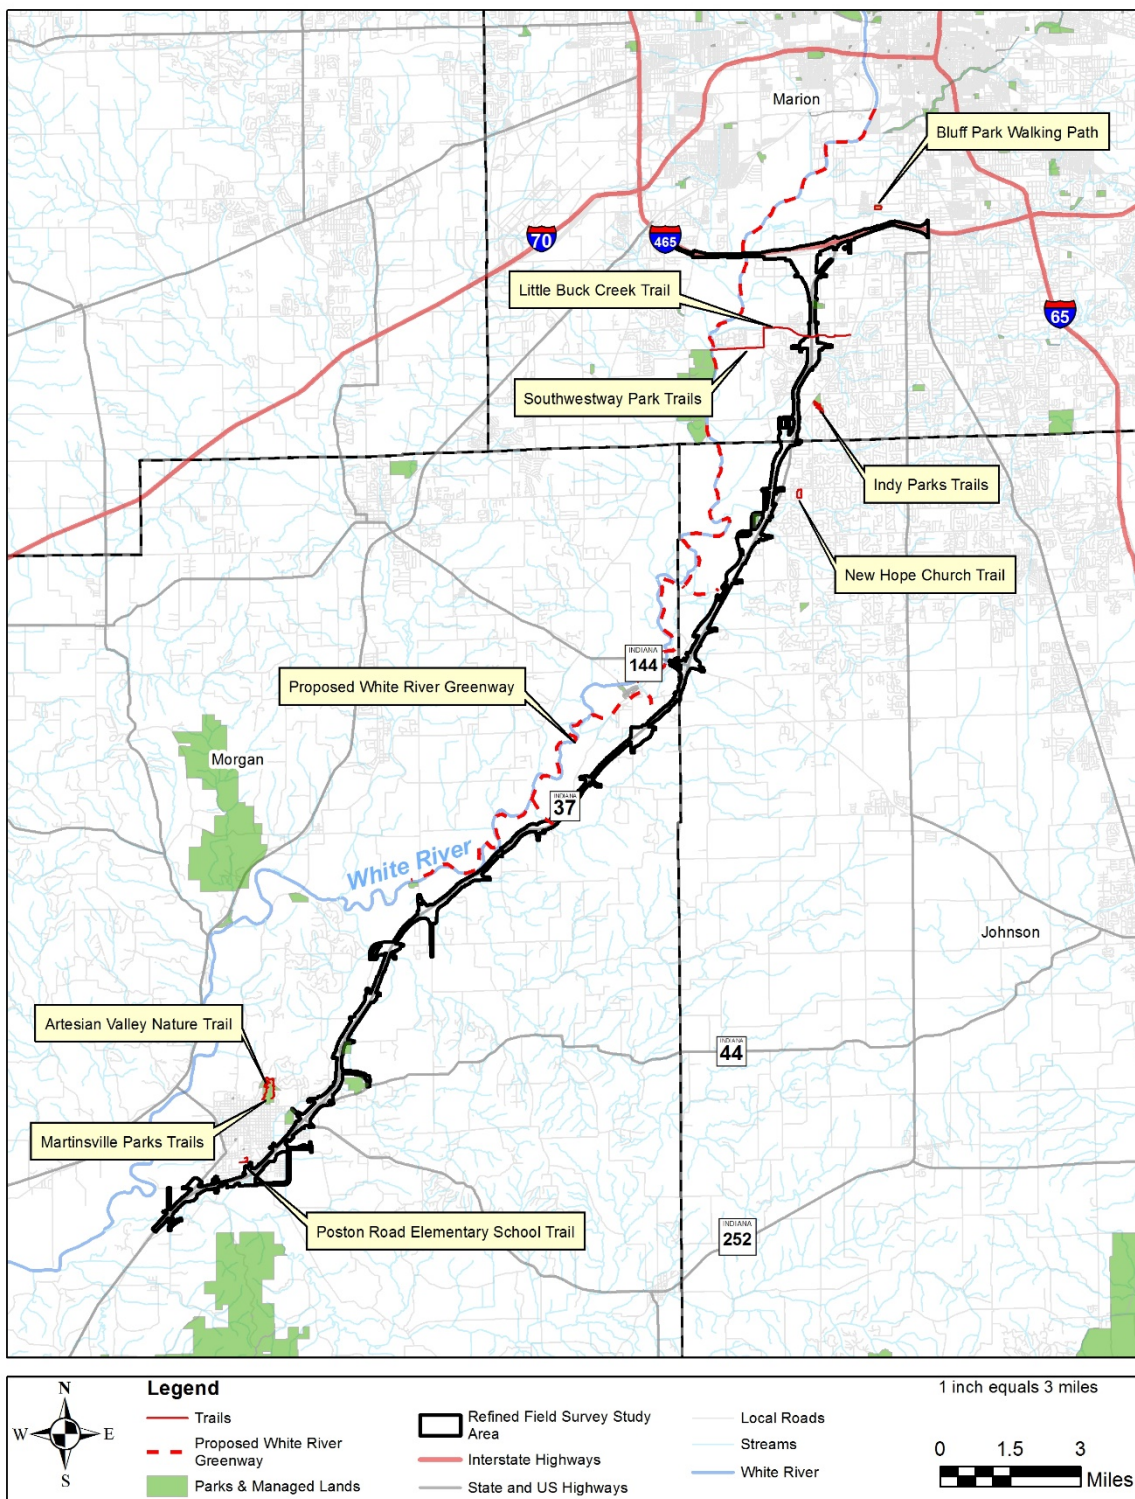 Marion
Bluff Park Walking Path
70
465
Little Buck Creek Trail
65
Southwestway Park Trails
Indy Parks Trails
New Hope Church Trail
INDIANA
144
Proposed White River Greenway
Morgan
INDIANA
37
White River
Johnson
Artesian Valley Nature Trail
INDIANA
44
Martinsville Parks Trails
Poston Road Elementary School Trail
INDIANA
252
N
W
E
S
Legend
Trails
Proposed White River
Greenway
Parks & Managed Lands
Refined Field Survey Study
Area
Interstate Highways
State and US Highways
Local Roads
Streams
White River
1 inch equals 3 miles
0 1.5 3
Miles